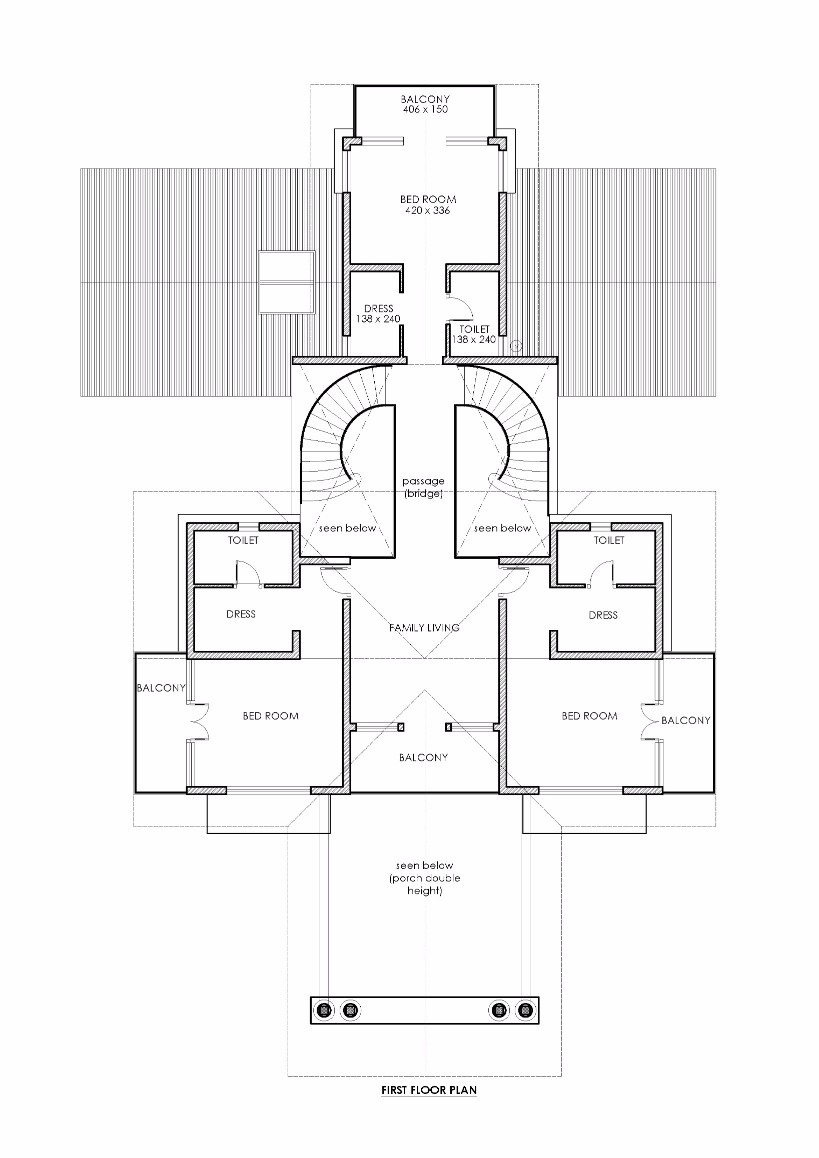 BALCONY
406 x 150
BED ROOM
420 x 336
DRESS
138 x 240
TOILET
138 x 240
passage
(bridge)
seen below
seen below
TOILET
TOILET
DRESS
DRESS
FAMILY LIVING
BALCONY
BED ROOM
BED ROOM
BALCONY
BALCONY
seen below
(porch double
height)
FIRST FLOOR PLAN